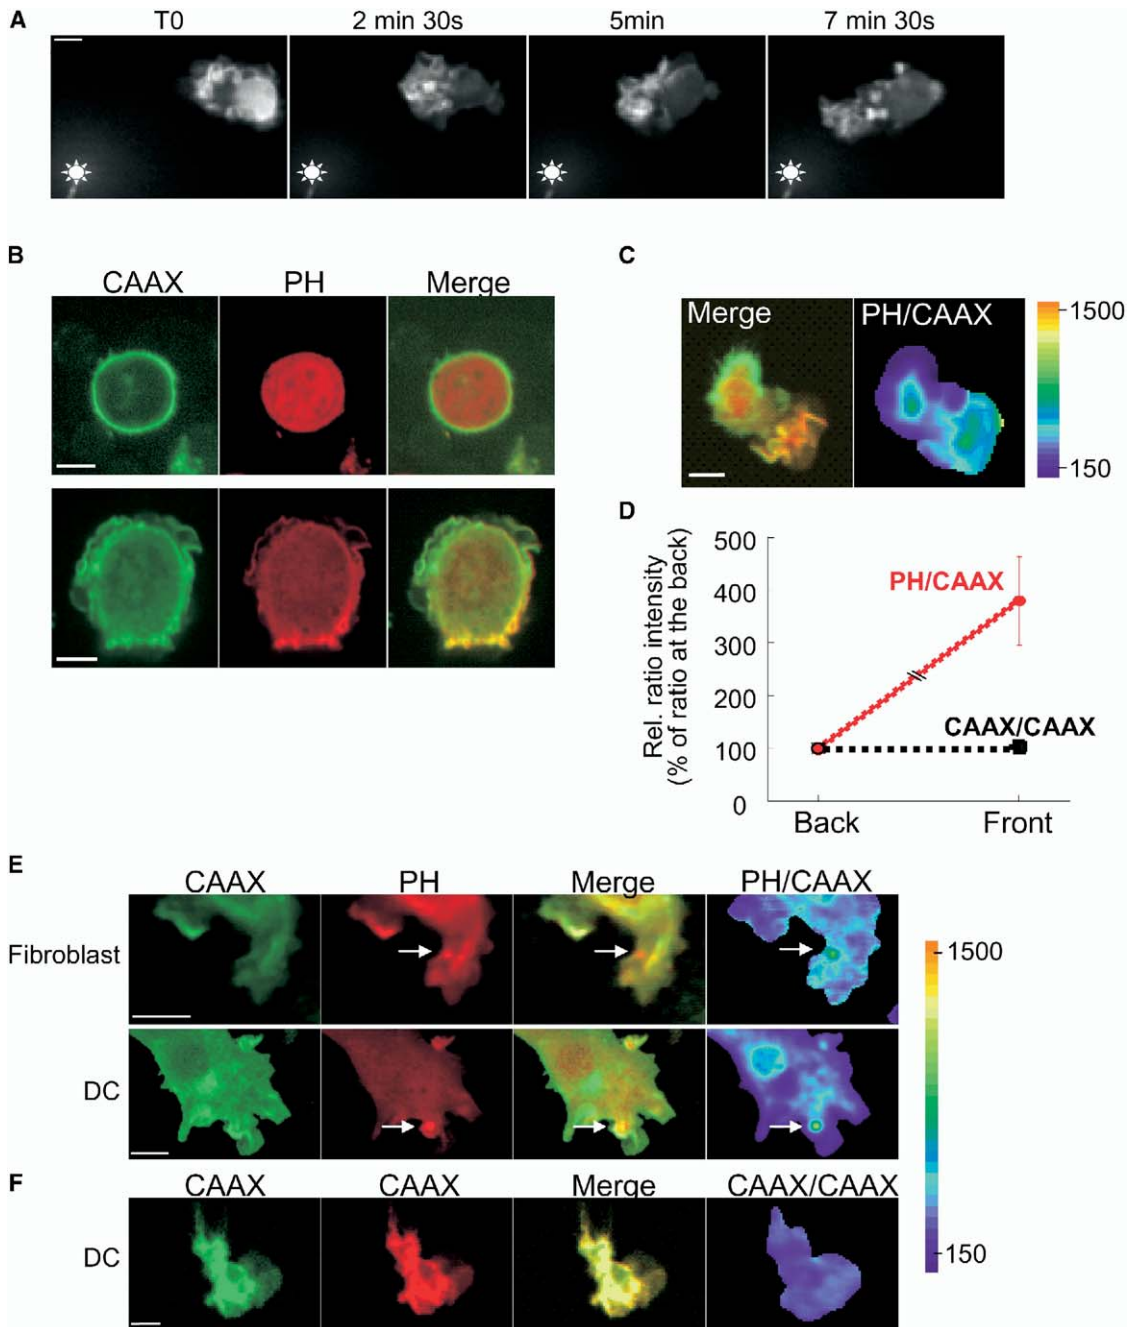 A
T0 2 min 30s 5min 7 min 30s
B
CAAX PH Merge
C
Merge PH/CAAX
1500
150
D
Rel. ratio intensity
(% of ratio at the back)
500
400
300
200
100
0
PH/CAAX
CAAX/CAAX
Back Front
E
CAAX PH Merge PH/CAAX
Fibroblast
DC
1500
150
F
CAAX CAAX Merge CAAX/CAAX
DC